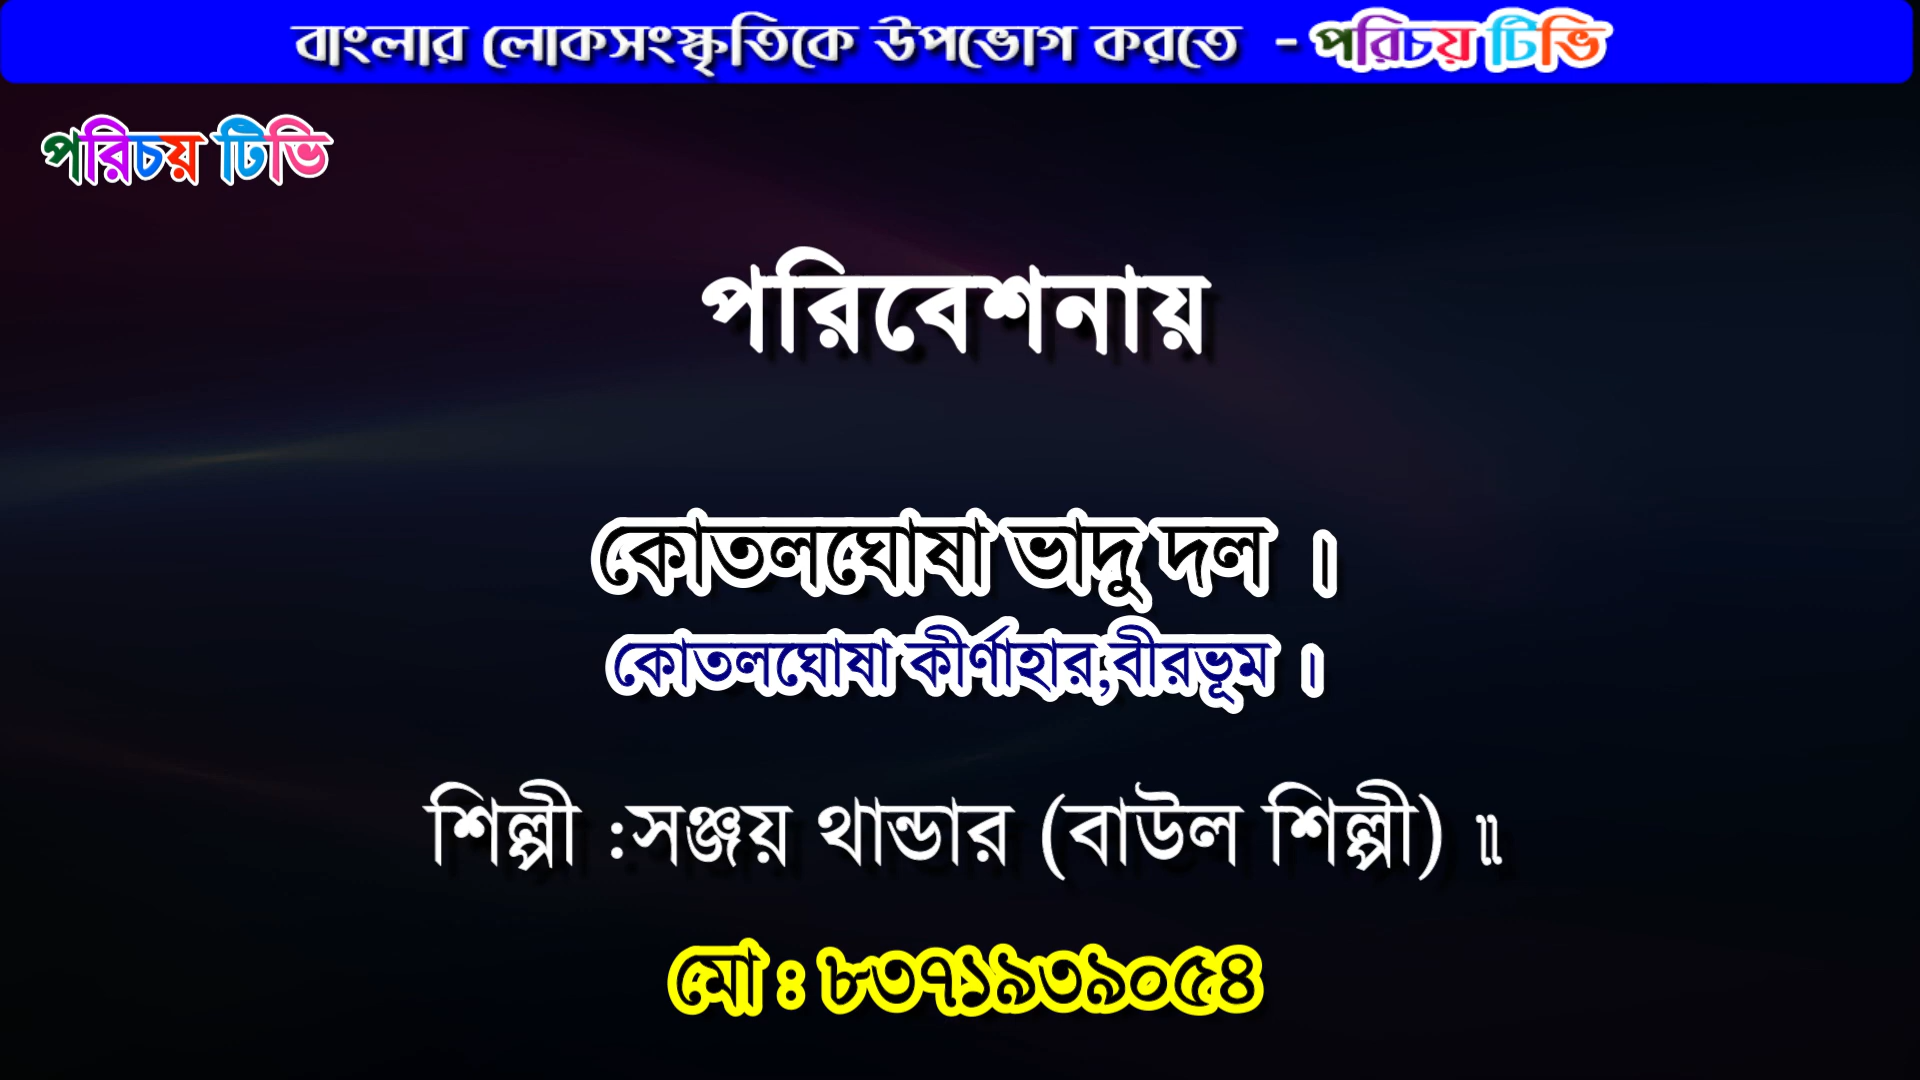 বাংলার লোকসংস্কৃতিকে উপভোগ করতে - পরিচয় টিভি
পরিচয় টিভি
পরিবেশনায়
কোতলঘোষা ভাদু দল ।
কোতলঘোষা কীর্ণাহার,বীরভূম ।
শিল্পী :সঞ্জয় থান্ডার (বাউল শিল্পী) ॥
মো ঃ ৮৩৭১৯৩৯০৫৪